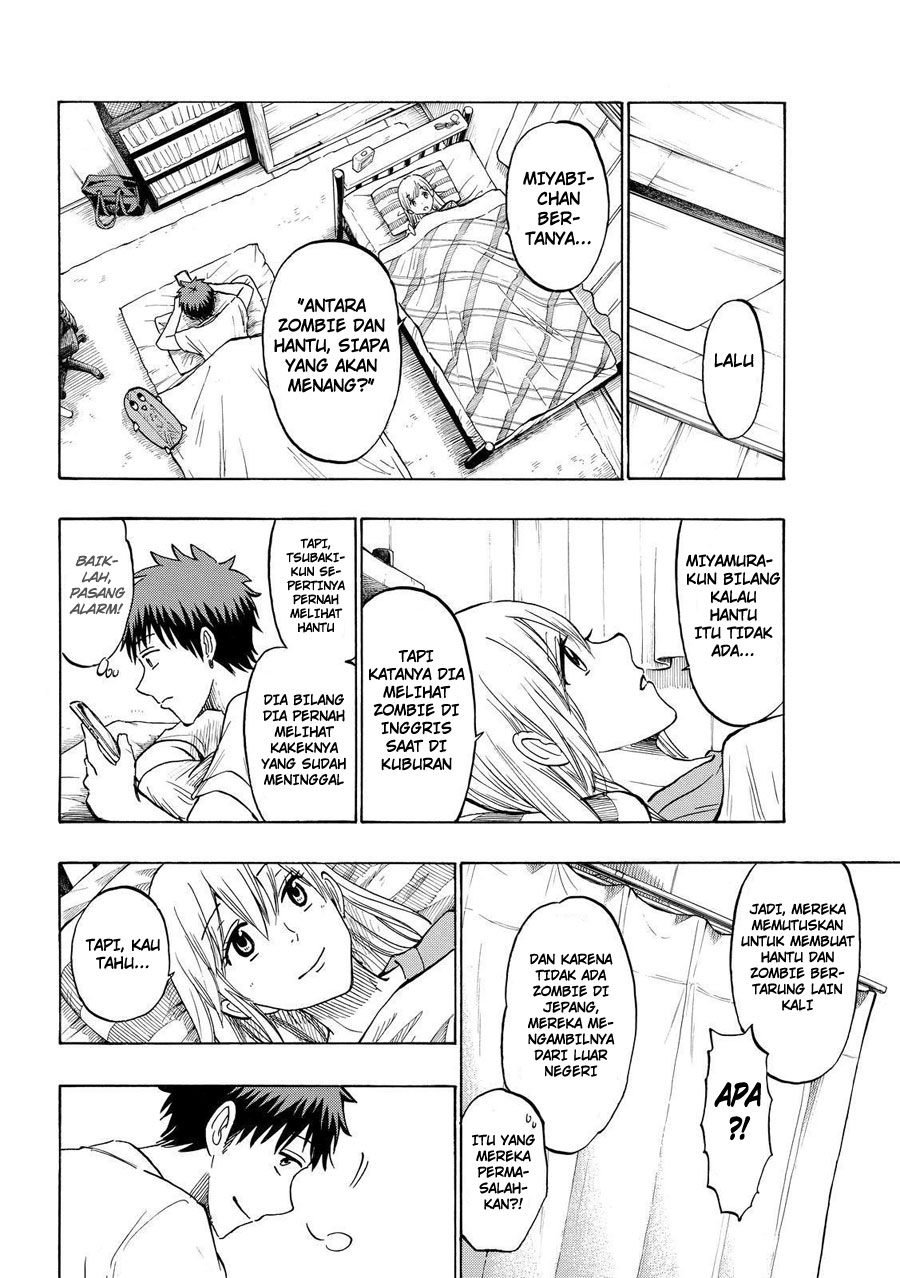 LALU
MIYABI-
CHAN
BER-
TANYA...
"ANTARA
ZOMBIE DAN
HANTU, SIAPA
YANG AKAN
MENANG?"
MIYAMURA-
KUN BILANG
KALAU
HANTU
ITU TIDAK
ADA...
TAPI
KATANYA DIA
MELIHAT
ZOMBIE DI
INGGRIS
SAAT DI
KUBURAN
TAPI,
TSUBAKI-
KUN SE-
PERTINYA
PERNAH
MELIHAT
HANTU
DIA BILANG
DIA PERNAH
MELIHAT
KAKEKNYA
YANG SUDAH
MENINGGAL
BAIK-
LAH,
PASANG
ALARM!
JADI, MEREKA
MEMUTUSKAN
UNTUK MEMBUAT
HANTU DAN
ZOMBIE BER-
TARUNG LAIN
KALI
APA
?!
DAN KARENA
TIDAK ADA
ZOMBIE DI
JEPANG,
MEREKA ME-
NGAMBILNYA
DARI LUAR
NEGERI
ITU YANG
MEREKA
PERMA-
SALAH-
KAN?!
TAPI, KAU
TAHU...